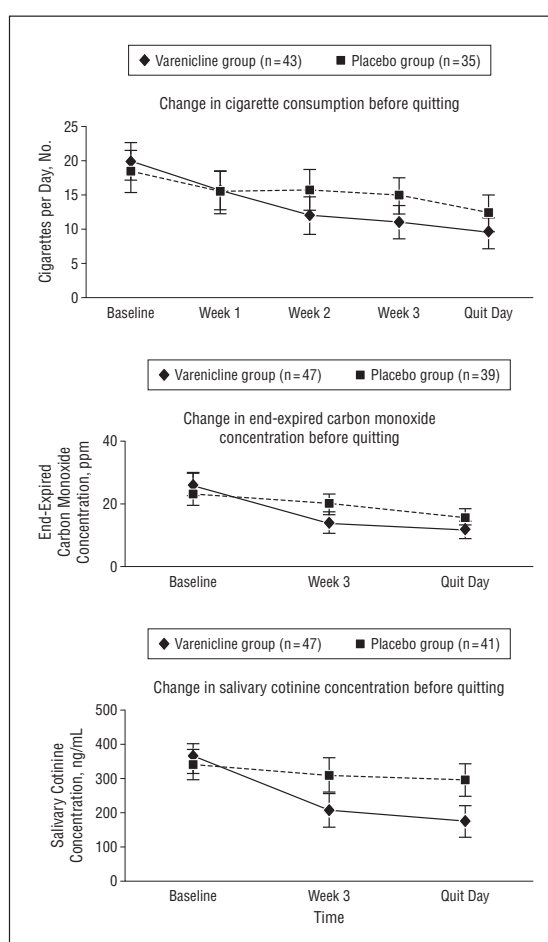 Varenicline group (n=43) Placebo group (n=35)
Change in cigarette consumption before quitting
Cigarettes per Day, No.
25
20
15
10
5
0
Baseline Week 1 Week 2 Week 3 Quit Day
Varenicline group (n=47) Placebo group (n=39)
Change in end-expired carbon monoxide
concentration before quitting
End-Expired
Carbon Monoxide
Concentration, ppm
40
20
0
Baseline Week 3 Quit Day
Varenicline group (n=47) Placebo group (n=41)
Change in salivary cotinine concentration before quitting
Salivary Cotinine
Concentration, ng/mL
500
400
300
200
100
0
Baseline Week 3 Quit Day
Time